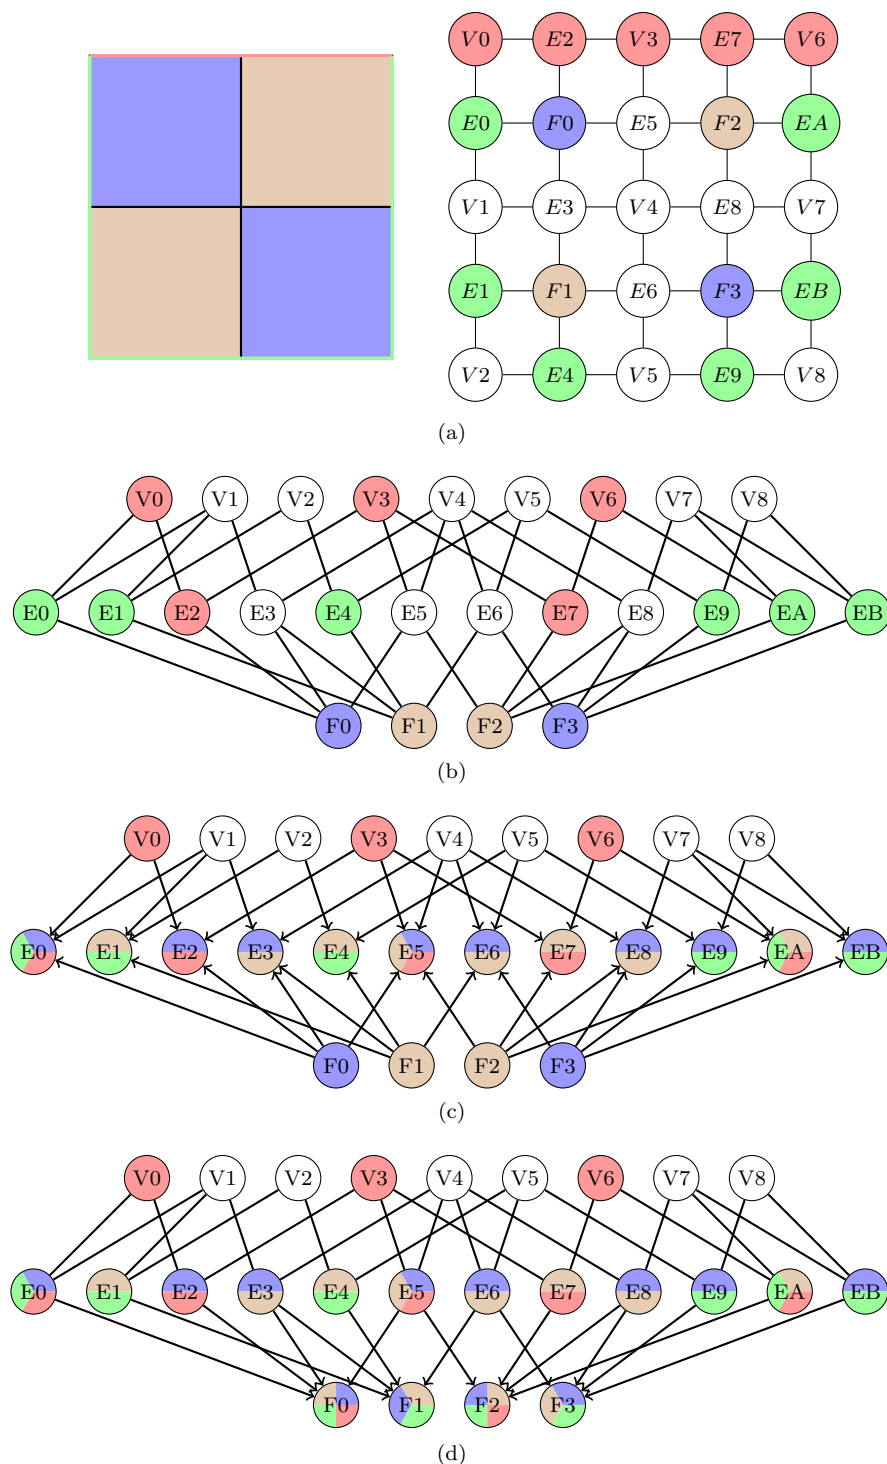 V0 E2 V3 E7 V6
E0 F0 E5 F2 EA
V1 E3 V4 E8 V7
E1 F1 E6 F3 EB
V2 E4 V5 E9 V8
(a)
V0 V1 V2 V3 V4 V5 V6 V7 V8
E0 E1 E2 E3 E4 E5 E6 E7 E8 E9 EA EB
F0 F1 F2 F3
(b)
V0 V1 V2 V3 V4 V5 V6 V7 V8
E0 E1 E2 E3 E4 E5 E6 E7 E8 E9 EA EB
F0 F1 F2 F3
(c)
V0 V1 V2 V3 V4 V5 V6 V7 V8
E0 E1 E2 E3 E4 E5 E6 E7 E8 E9 EA EB
F0 F1 F2 F3
(d)